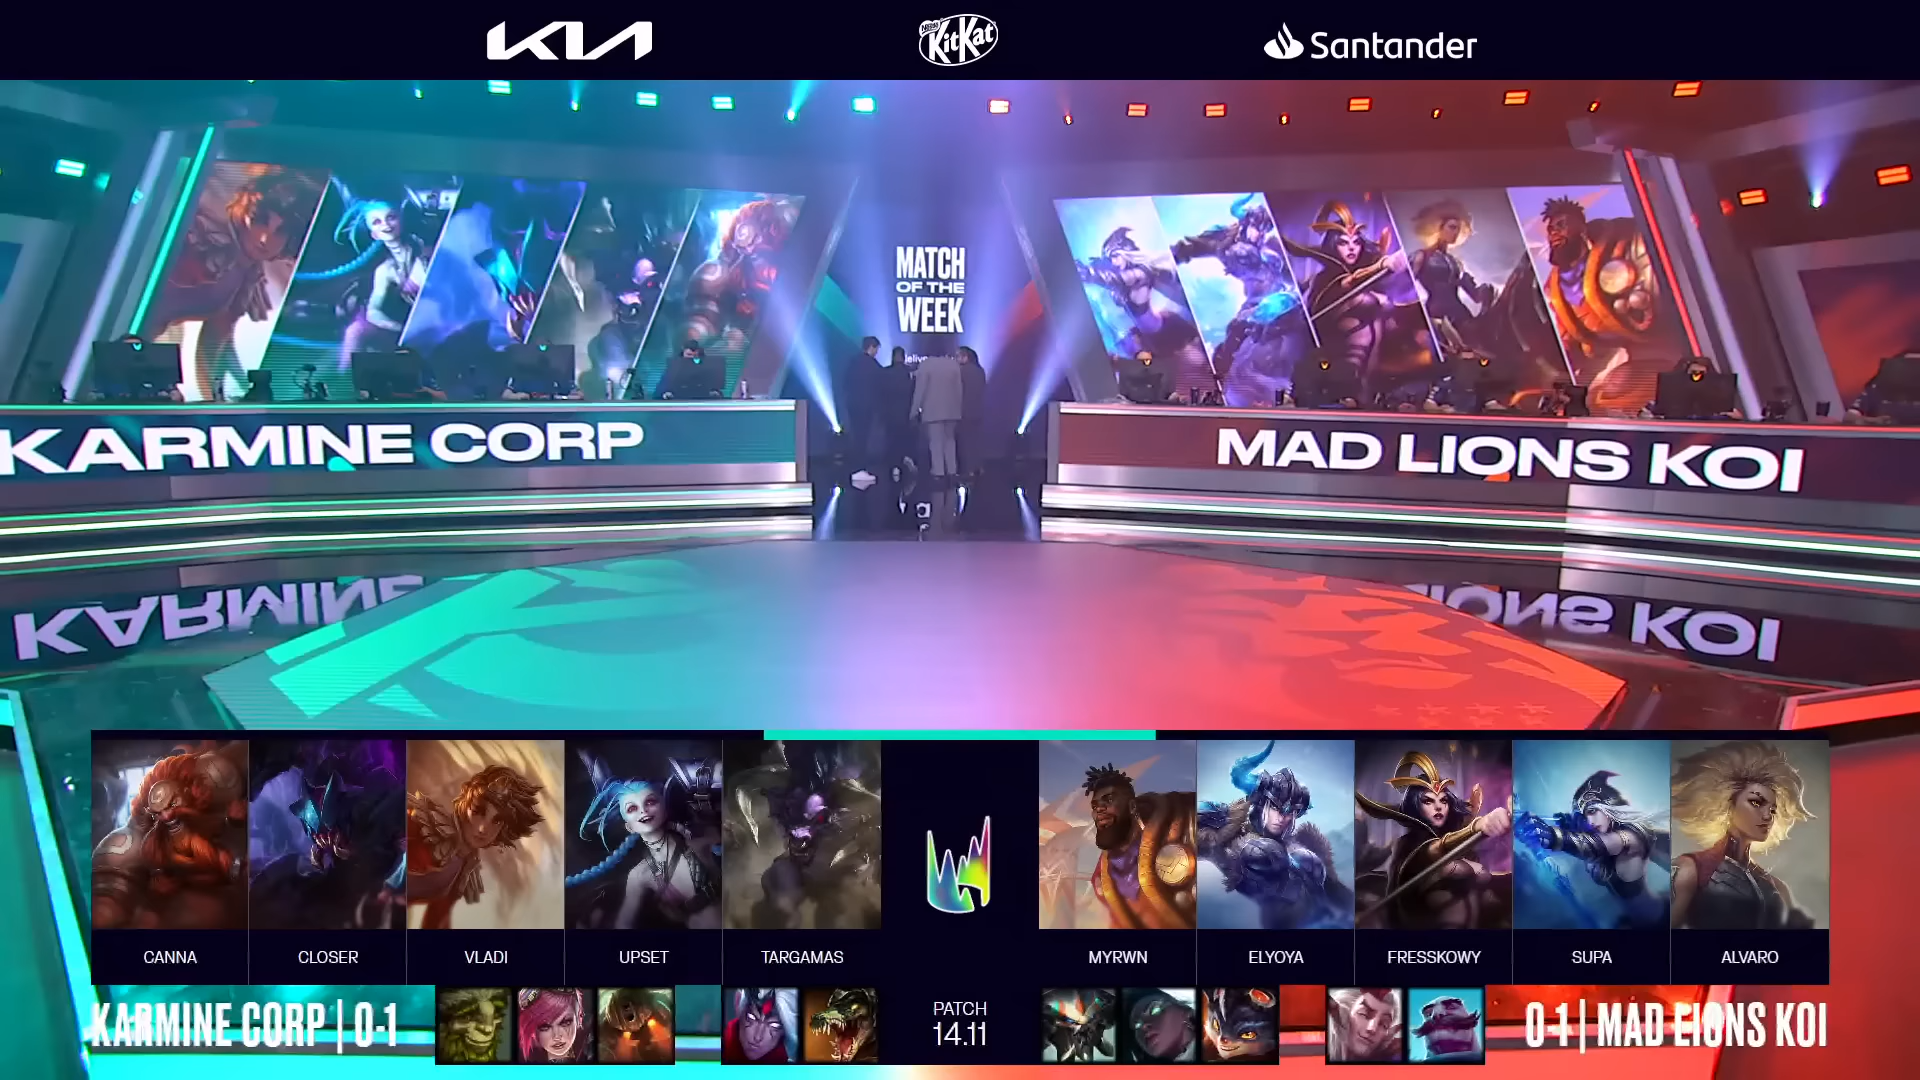 KIA
Nestlé
KitKat
Santander
MATCH
OF THE
WEEK
KARMINE CORP
MAD LIONS KOI
CANNA
CLOSER
VLADI
UPSET
TARGAMAS
MYRWN
ELYOYA
FRESSKOWY
SUPA
ALVARO
KARMINE CORP | 0-1
PATCH
14.11
0-1 | MAD LIONS KOI